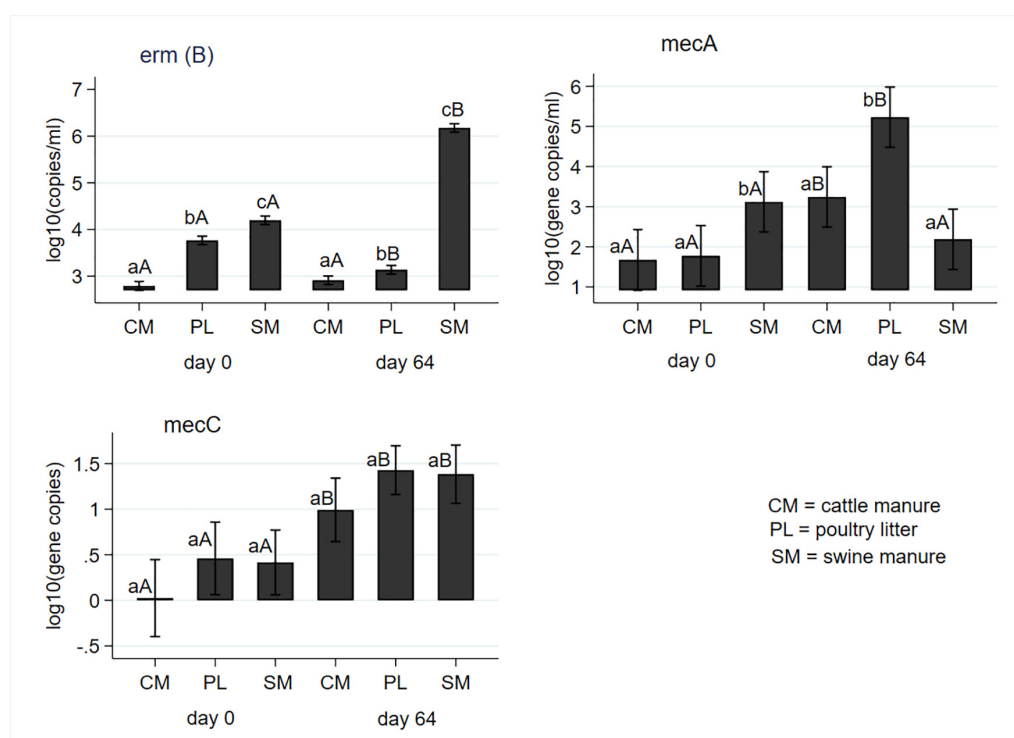 erm (B)
log10(copies/ml)
7
6
5
4
3
aA
bA
cA
aA
bB
cB
CM PL SM CM PL SM
day 0 day 64
mecA
log10(gene copies/ml)
6
5
4
3
2
1
aA
aA
bA
aB
bB
aA
CM PL SM CM PL SM
day 0 day 64
mecC
log10(gene copies)
1.5
1
.5
0
-.5
aA
aA
aA
aB
aB
aB
CM PL SM CM PL SM
day 0 day 64
CM = cattle manure
PL = poultry litter
SM = swine manure